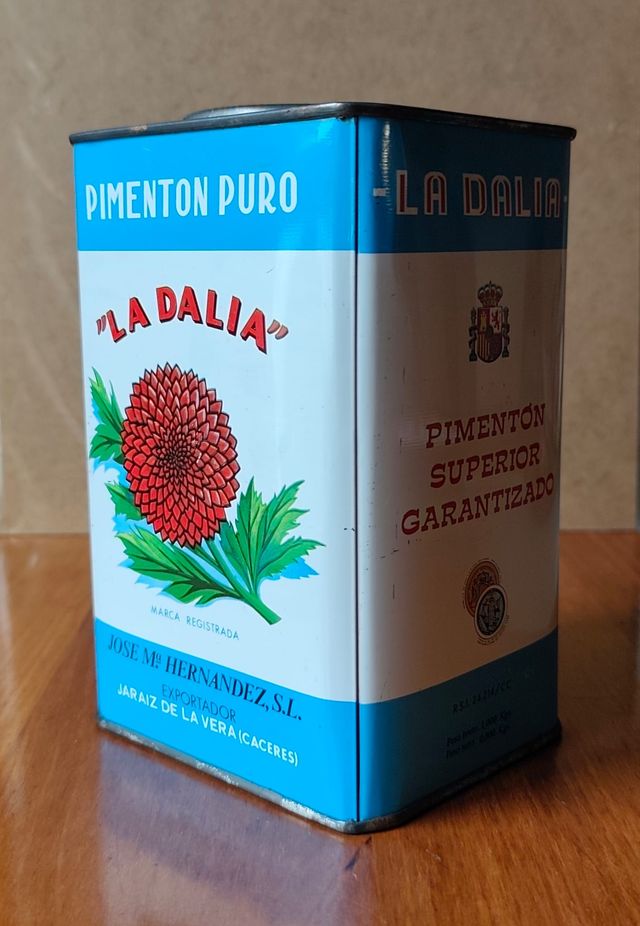 PIMENTON PURO
"LA DALIA"
MARCA REGISTRADA
JOSE Mª HERNANDEZ, S.L.
EXPORTADOR
JARAIZ DE LA VERA (CACERES)
LA DALIA
PIMENTÓN
SUPERIOR
GARANTIZADO